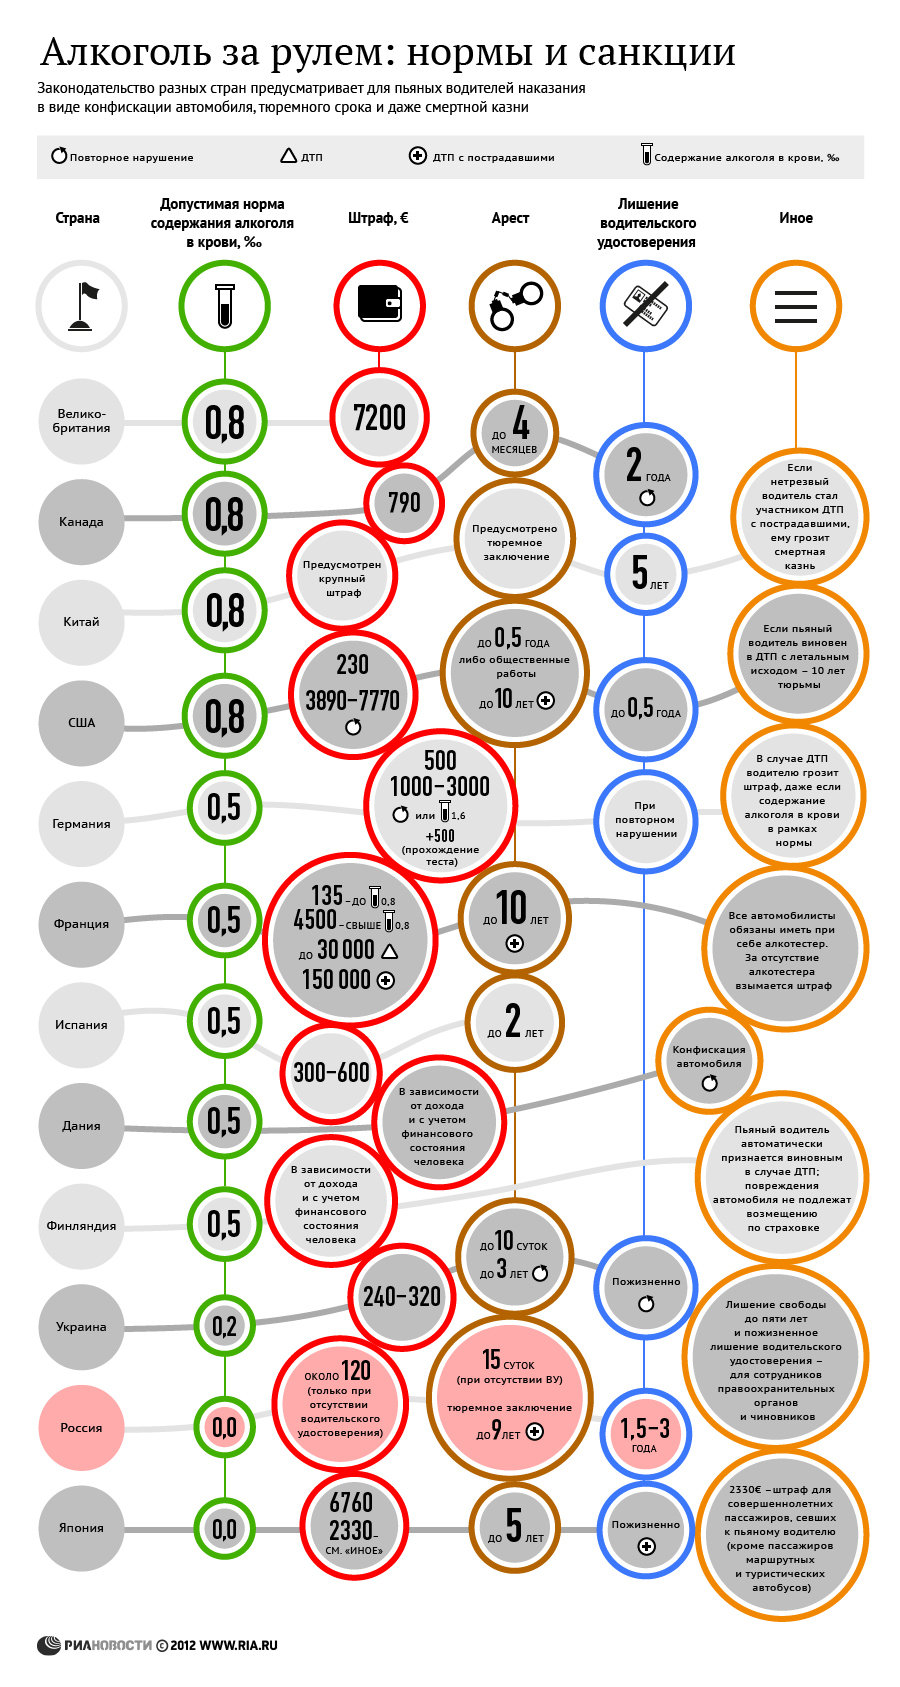 Алкоголь за рулем: нормы и санкции
Законодательство разных стран предусматривает для пьяных водителей наказания
в виде конфискации автомобиля, тюремного срока и даже смертной казни
Повторное нарушение
ДТП
ДТП с пострадавшими
Содержание алкоголя в крови, ‰
Страна
Допустимая норма
содержания алкоголя
в крови, ‰
Штраф, €
Арест
Лишение
водительского
удостоверения
Иное
Велико-
британия
0,8
7200
Канада
0,8
790
ДО 4
МЕСЯЦЕВ
2 ГОДА
Китай
0,8
Предусмотрен
крупный
штраф
Предусмотрено
тюремное
заключение
5 ЛЕТ
Если
нетрезвый
водитель стал
участником ДТП
с пострадавшими,
ему грозит
смертная
казнь
США
0,8
230
3890–7770
ДО 0,5 ГОДА
либо общественные
работы
ДО 10 ЛЕТ
ДО 0,5 ГОДА
Если пьяный
водитель виновен
в ДТП с летальным
исходом – 10 лет
тюрьмы
Германия
0,5
500
1000–3000
или 1,6
+500
(прохождение
теста)
При
повторном
нарушении
В случае ДТП
водителю грозит
штраф, даже если
содержание
алкоголя в крови
в рамках
нормы
Франция
0,5
135 – ДО 0,8
4500 – СВЫШЕ 0,8
ДО 30 000
150 000
ДО 10 ЛЕТ
Все автомобилисты
обязаны иметь при
себе алкотестер.
За отсутствие
алкотестера
взымается штраф
Испания
0,5
300–600
ДО 2 ЛЕТ
Дания
0,5
В зависимости
от дохода
и с учетом
финансового
состояния
человека
Конфискация
автомобиля
Финляндия
0,5
В зависимости
от дохода
и с учетом
финансового
состояния
человека
Пьяный водитель
автоматически
признается виновным
в случае ДТП;
повреждения
автомобиля не подлежат
возмещению
по страховке
Украина
0,2
240–320
ДО 10 СУТОК
ДО 3 ЛЕТ
Пожизненно
Лишение свободы
до пяти лет
и пожизненное
лишение водительского
удостоверения –
для сотрудников
правоохранительных
органов
и чиновников
Россия
0,0
ОКОЛО 120
(только при
отсутствии
водительского
удостоверения)
15 СУТОК
(при отсутствии ВУ)
тюремное заключение
ДО 9 ЛЕТ
1,5–3
ГОДА
Япония
0,0
6760
2330–
СМ. «ИНОЕ»
ДО 5 ЛЕТ
Пожизненно
2330€ –штраф для
совершеннолетних
пассажиров, севших
к пьяному водителю
(кроме пассажиров
маршрутных
и туристических
автобусов)
РИАНОВОСТИ © 2012 WWW.RIA.RU